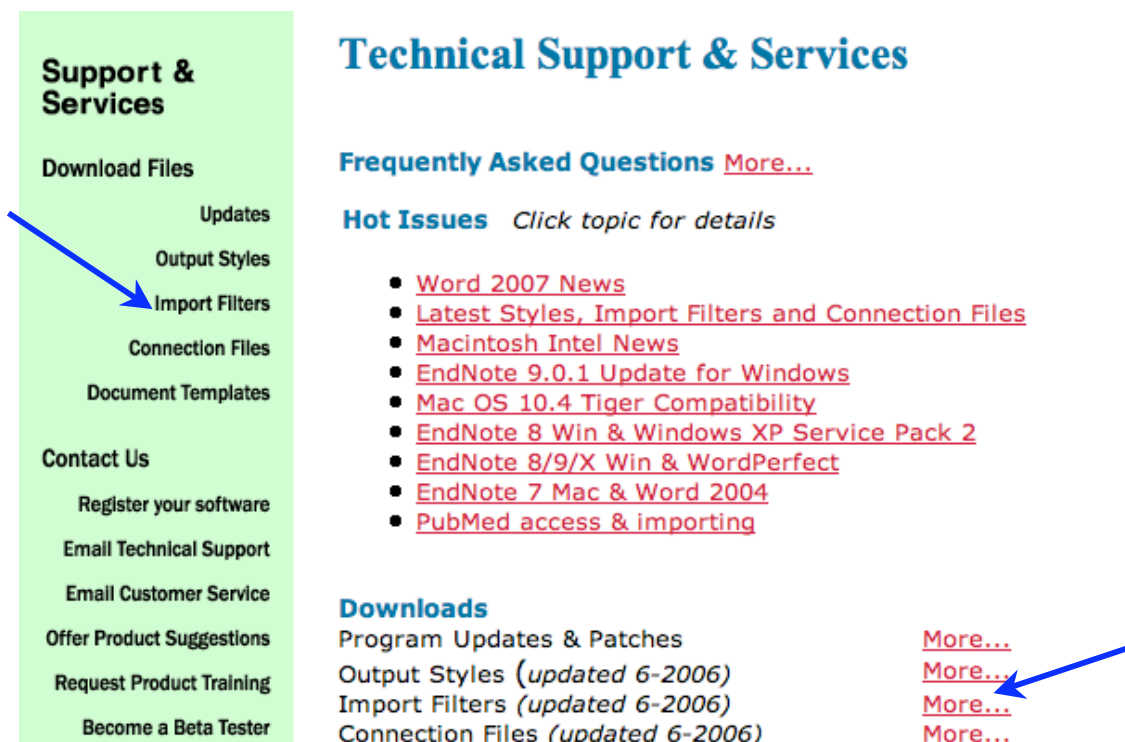 Support &
Services
Download Files
Updates
Output Styles
Import Filters
Connection Files
Document Templates
Contact Us
Register your software
Email Technical Support
Email Customer Service
Offer Product Suggestions
Request Product Training
Become a Beta Tester
Technical Support & Services
Frequently Asked Questions More...
Hot Issues Click topic for details
Word 2007 News
Latest Styles, Import Filters and Connection Files
Macintosh Intel News
EndNote 9.0.1 Update for Windows
Mac OS 10.4 Tiger Compatibility
EndNote 8 Win & Windows XP Service Pack 2
EndNote 8/9/X Win & WordPerfect
EndNote 7 Mac & Word 2004
PubMed access & importing
Downloads
Program Updates & Patches More...
Output Styles (updated 6-2006) More...
Import Filters (updated 6-2006) More...
Connection Files (updated 6-2006) More...